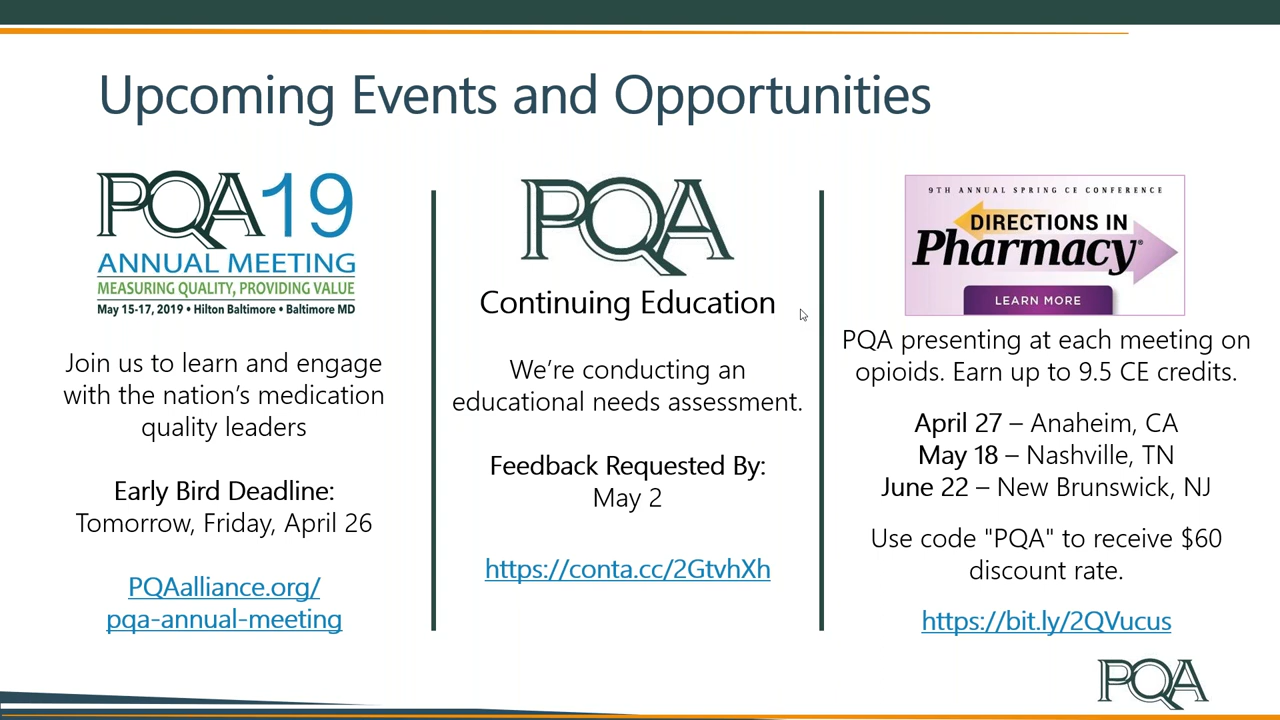 Upcoming Events and Opportunities
PQA 19
ANNUAL MEETING
MEASURING QUALITY, PROVIDING VALUE
May 15-17, 2019 • Hilton Baltimore • Baltimore MD
Join us to learn and engage
with the nation's medication
quality leaders
Early Bird Deadline:
Tomorrow, Friday, April 26
PQAalliance.org/
pqa-annual-meeting
PQA
Continuing Education
We're conducting an
educational needs assessment.
Feedback Requested By:
May 2
https://conta.cc/2GtvhXh
9TH ANNUAL SPRING CE CONFERENCE
DIRECTIONS IN
Pharmacy®
LEARN MORE
PQA presenting at each meeting on
opioids. Earn up to 9.5 CE credits.
April 27 – Anaheim, CA
May 18 – Nashville, TN
June 22 – New Brunswick, NJ
Use code "PQA" to receive $60
discount rate.
https://bit.ly/2QVucus
PQA